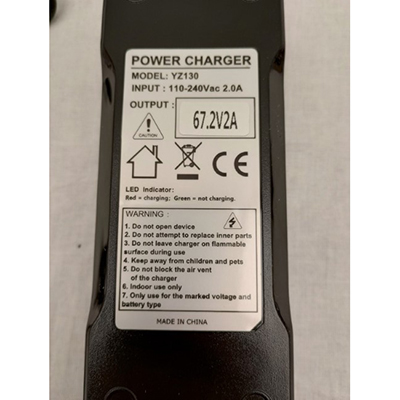 POWER CHARGER
MODEL: YZ130
INPUT : 110-240Vac 2.0A
OUTPUT :
67.2V2A
CAUTION
CE
LED Indicator:
Red = charging; Green = not charging.
WARNING :
1. Do not open device
2. Do not attempt to replace inner parts
3. Do not leave charger on flammable
surface during use
4. Keep away from children and pets
5. Do not block the air vent
of the charger
6. Indoor use only
7. Only use for the marked voltage and
battery type
MADE IN CHINA